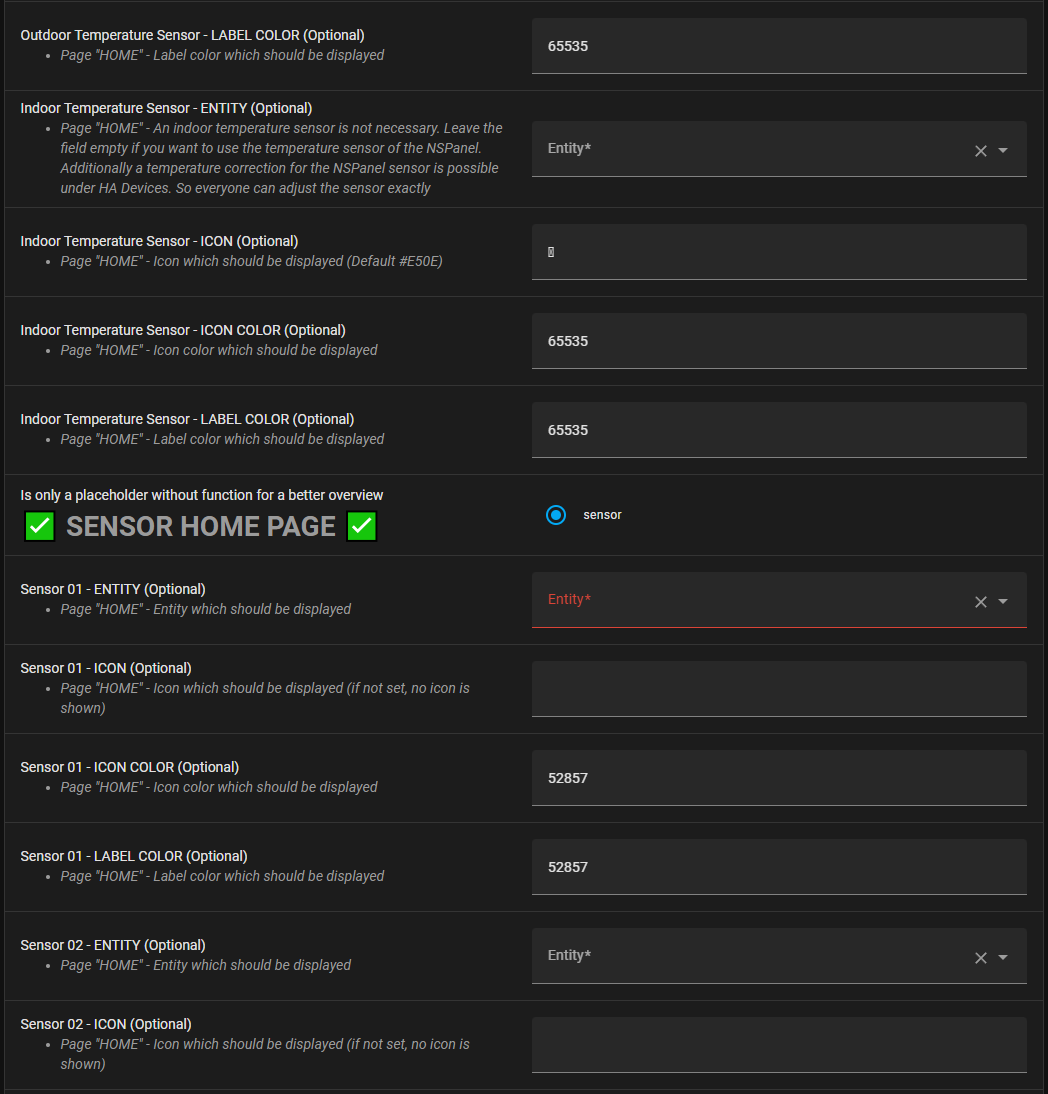 Outdoor Temperature Sensor - LABEL COLOR (Optional)
• Page "HOME" - Label color which should be displayed
65535
Indoor Temperature Sensor - ENTITY (Optional)
• Page "HOME" - An indoor temperature sensor is not necessary. Leave the
field empty if you want to use the temperature sensor of the NSPanel.
Additionally a temperature correction for the NSPanel sensor is possible
under HA Devices. So everyone can adjust the sensor exactly
Entity*
Indoor Temperature Sensor - ICON (Optional)
• Page "HOME" - Icon which should be displayed (Default #E50E)
Indoor Temperature Sensor - ICON COLOR (Optional)
• Page "HOME" - Icon color which should be displayed
65535
Indoor Temperature Sensor - LABEL COLOR (Optional)
• Page "HOME" - Label color which should be displayed
65535
Is only a placeholder without function for a better overview
✅ SENSOR HOME PAGE ✅
sensor
Sensor 01 - ENTITY (Optional)
• Page "HOME" - Entity which should be displayed
Entity*
Sensor 01 - ICON (Optional)
• Page "HOME" - Icon which should be displayed (if not set, no icon is
shown)
Sensor 01 - ICON COLOR (Optional)
• Page "HOME" - Icon color which should be displayed
52857
Sensor 01 - LABEL COLOR (Optional)
• Page "HOME" - Label color which should be displayed
52857
Sensor 02 - ENTITY (Optional)
• Page "HOME" - Entity which should be displayed
Entity*
Sensor 02 - ICON (Optional)
• Page "HOME" - Icon which should be displayed (if not set, no icon is
shown)